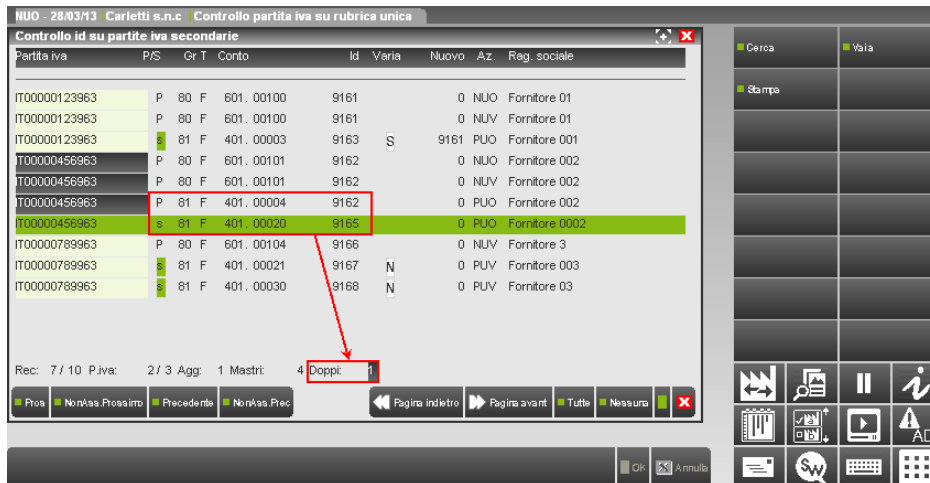 NUO - 28/03/13 Carletti s.n.c Controllo partita iva su rubrica unica
Controllo id su partite iva secondarie
Partita iva P/S Gr T Conto Id Varia Nuovo Az. Rag. sociale
IT00000123963 P 80 F 601. 00100 9161 0 NUO Fornitore 01
IT00000123963 P 80 F 601. 00100 9161 0 NUV Fornitore 01
IT00000123963 s 81 F 401. 00003 9163 S 9161 PUO Fornitore 001
IT00000456963 P 80 F 601. 00101 9162 0 NUO Fornitore 002
IT00000456963 P 80 F 601. 00101 9162 0 NUV Fornitore 002
IT00000456963 P 81 F 401. 00004 9162 0 PUO Fornitore 002
IT00000456963 s 81 F 401. 00020 9165 0 PUO Fornitore 0002
IT00000789963 P 80 F 601. 00104 9166 0 NUV Fornitore 3
IT00000789963 s 81 F 401. 00021 9167 N 0 PUV Fornitore 003
IT00000789963 s 81 F 401. 00030 9168 N 0 PUV Fornitore 03
Rec: 7 / 10 P.iva: 2 / 3 Agg: 1 Mastri: 4 Doppi: 1
Pros NonAss.Prossimo Precedente NonAss.Prec Pagina indietro Pagina avant Tutte Nessuna
Cerca Vai a
Stampa
Ok Annulla